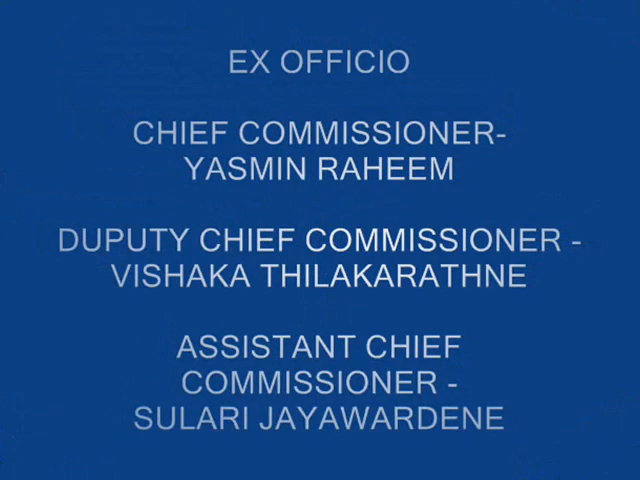 EX OFFICIO
CHIEF COMMISSIONER-
YASMIN RAHEEM
DUPUTY CHIEF COMMISSIONER -
VISHAKA THILAKARATHNE
ASSISTANT CHIEF
COMMISSIONER -
SULARI JAYAWARDENE